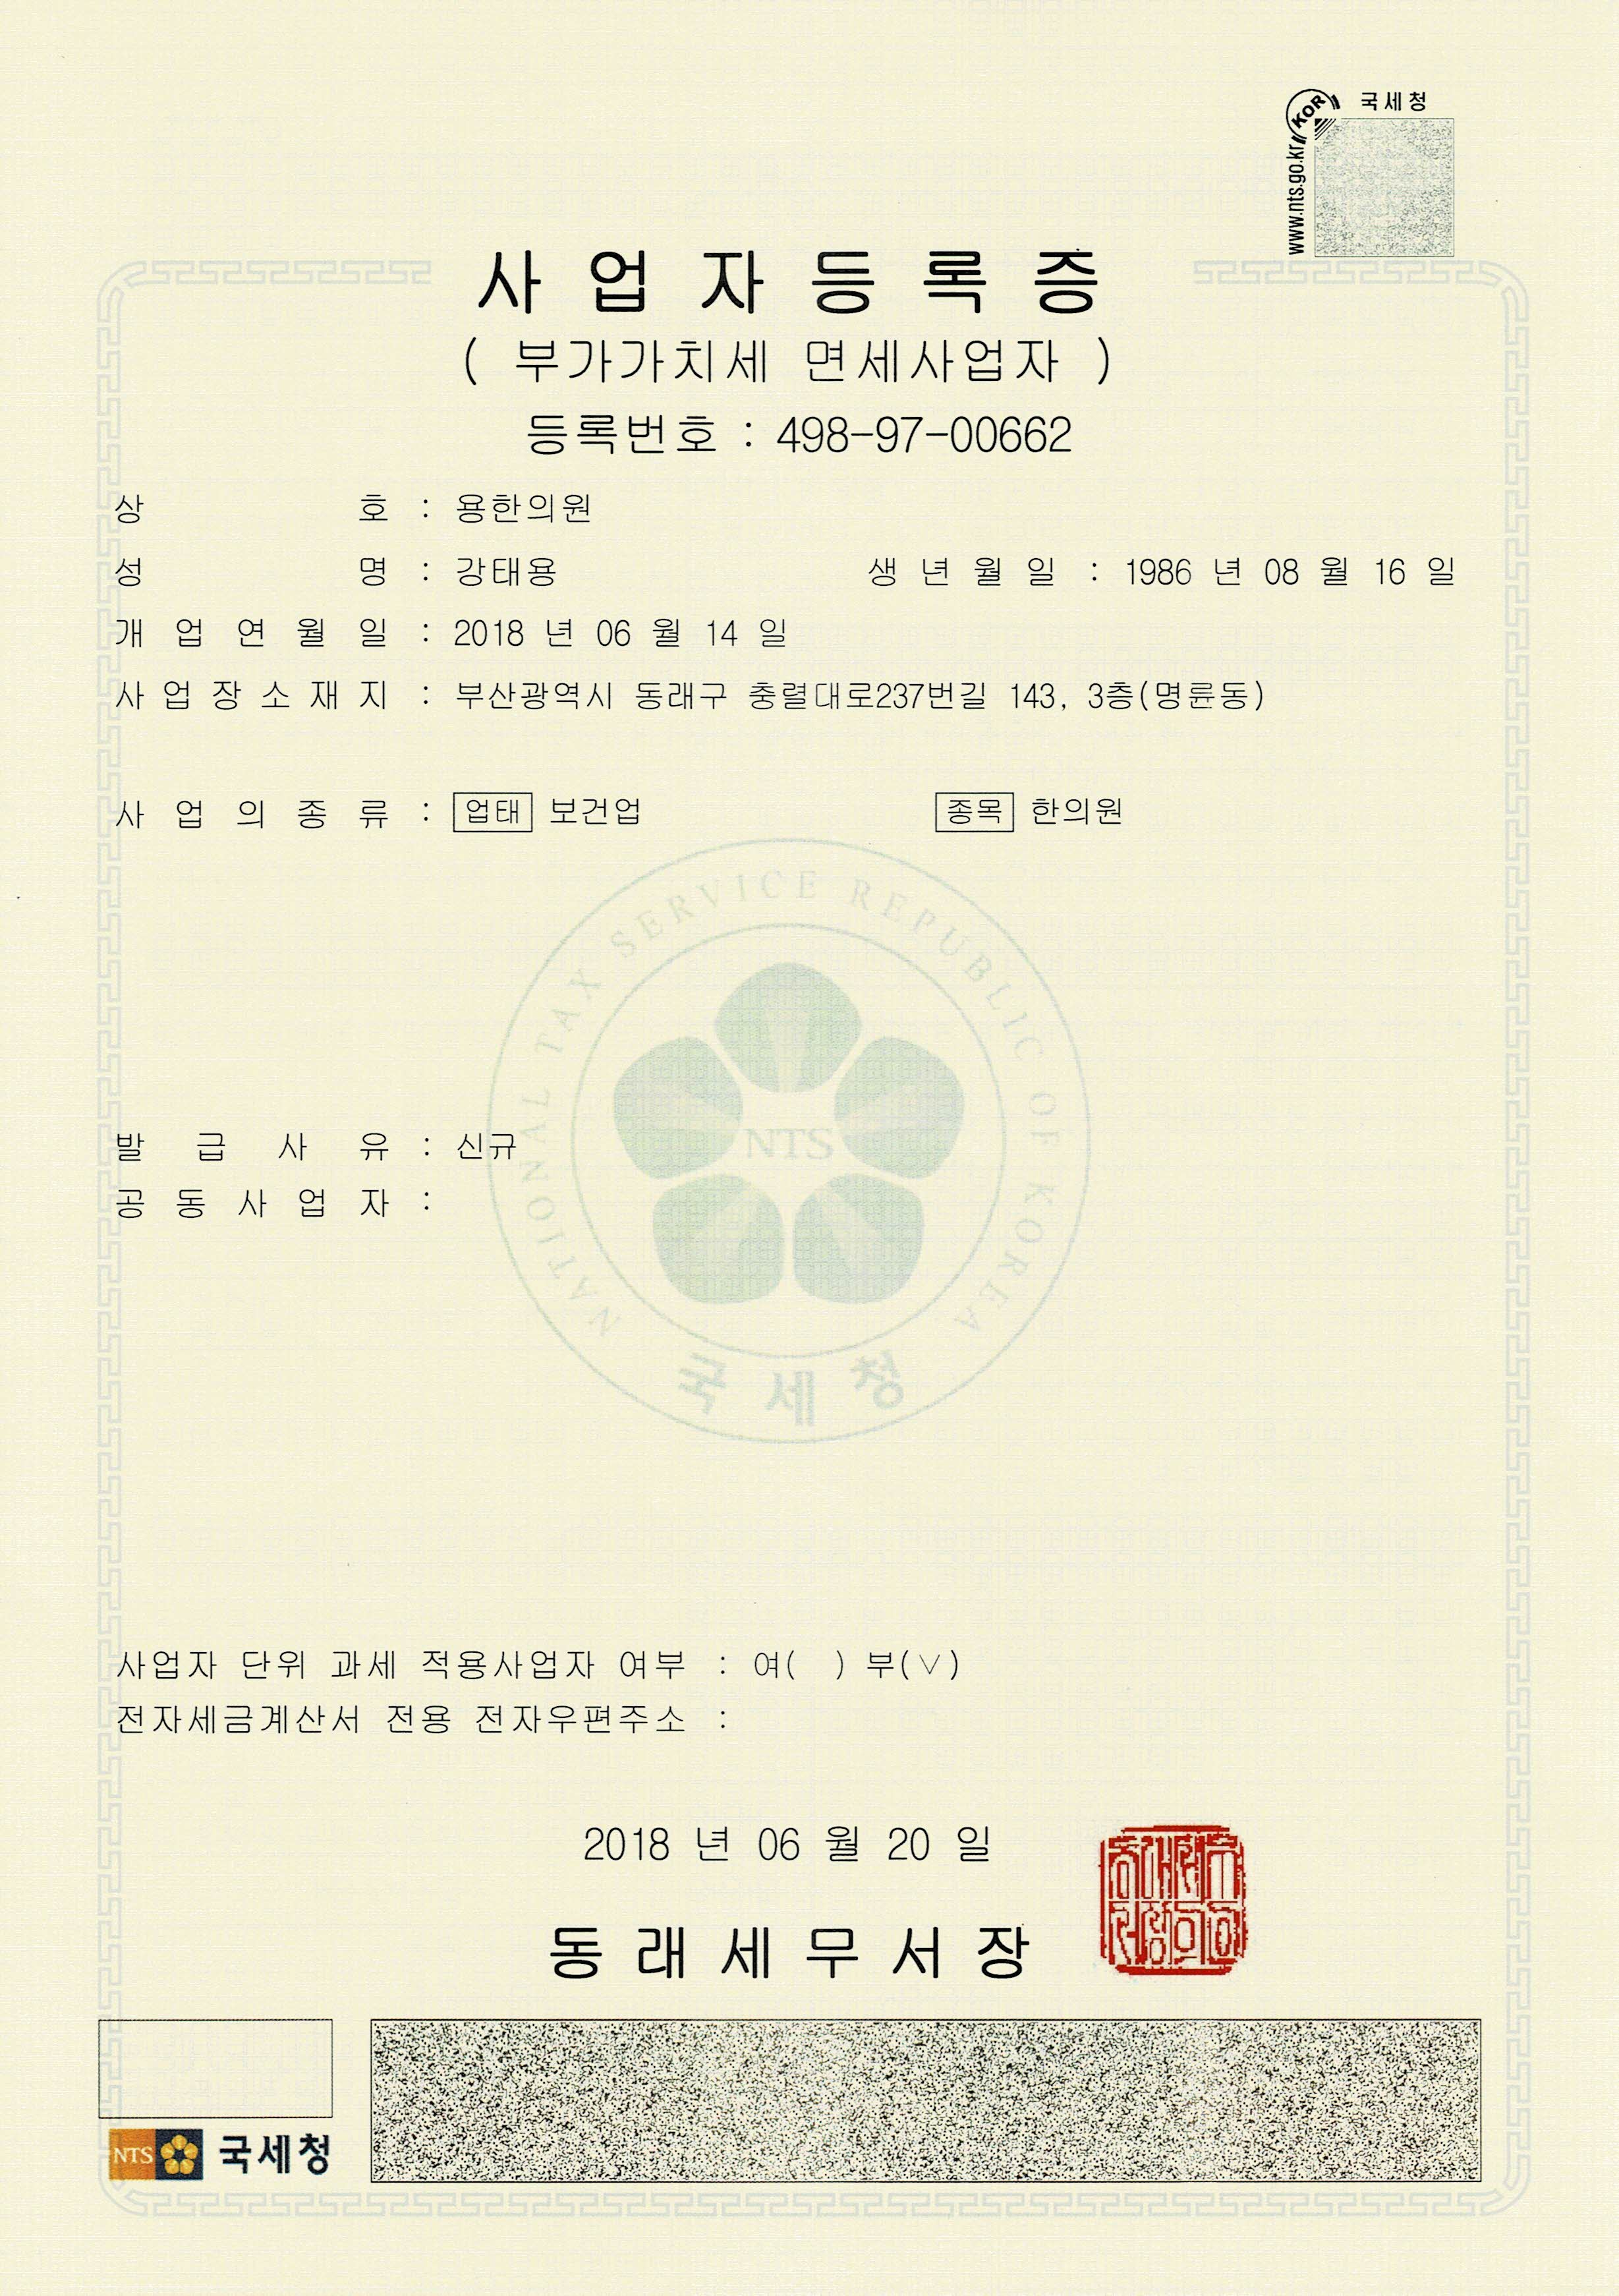 국세청
KOR
www.nts.go.kr
사업자등록증
( 부가가치세 면세사업자 )
등록번호 : 498-97-00662
상 호 : 용한의원
성 명 : 강태용 생 년 월 일 : 1986 년 08 월 16 일
개 업 연 월 일 : 2018 년 06 월 14 일
사 업 장 소 재 지 : 부산광역시 동래구 충렬대로237번길 143, 3층(명륜동)
사 업 의 종 류 : 업태 보건업 종목 한의원
NATIONAL TAX SERVICE REPUBLIC OF KOREA
NTS
국세청
발 급 사 유 : 신규
공 동 사 업 자 :
사업자 단위 과세 적용사업자 여부 : 여( ) 부(∨)
전자세금계산서 전용 전자우편주소 :
2018 년 06 월 20 일
동 래 세 무 서 장
NTS 국세청